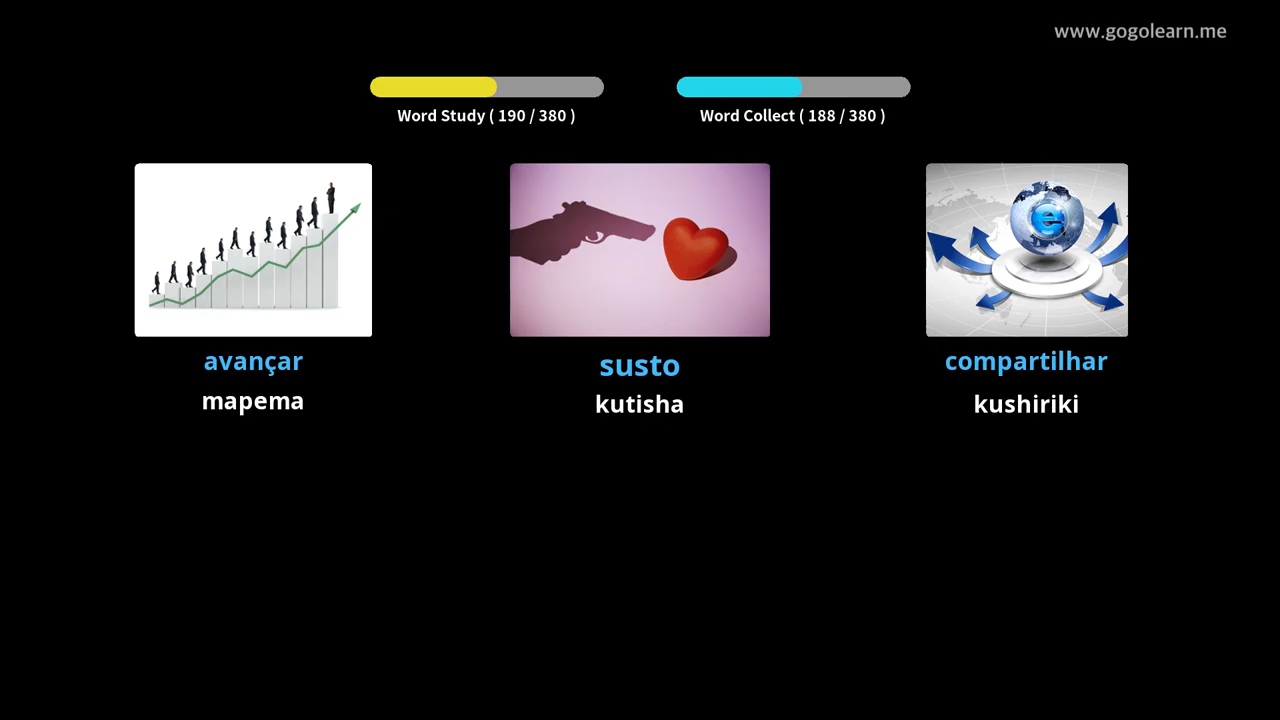 www.gogolearn.me
Word Study ( 190 / 380 )
Word Collect ( 188 / 380 )
e
avançar
susto
compartilhar
mapema
kutisha
kushiriki